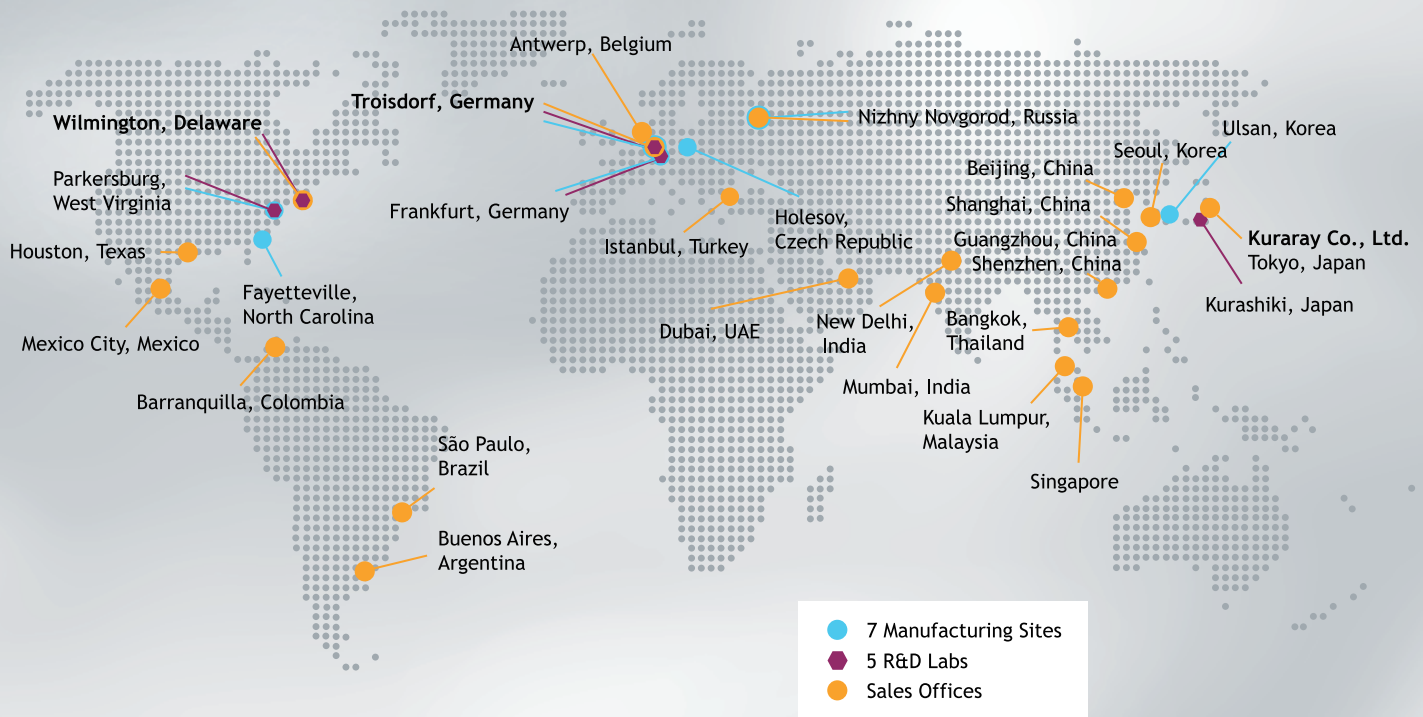 Antwerp, Belgium
Troisdorf, Germany
Wilmington, Delaware
Nizhny Novgorod, Russia
Ulsan, Korea
Seoul, Korea
Beijing, China
Parkersburg,
West Virginia
Shanghai, China
Frankfurt, Germany
Holesov,
Czech Republic
Istanbul, Turkey
Guangzhou, China
Shenzhen, China
Kuraray Co., Ltd.
Tokyo, Japan
Houston, Texas
Fayetteville,
North Carolina
Kurashiki, Japan
Mexico City, Mexico
Dubai, UAE
New Delhi,
India
Bangkok,
Thailand
Mumbai, India
Barranquilla, Colombia
Kuala Lumpur,
Malaysia
São Paulo,
Brazil
Singapore
Buenos Aires,
Argentina
7 Manufacturing Sites
5 R&D Labs
Sales Offices